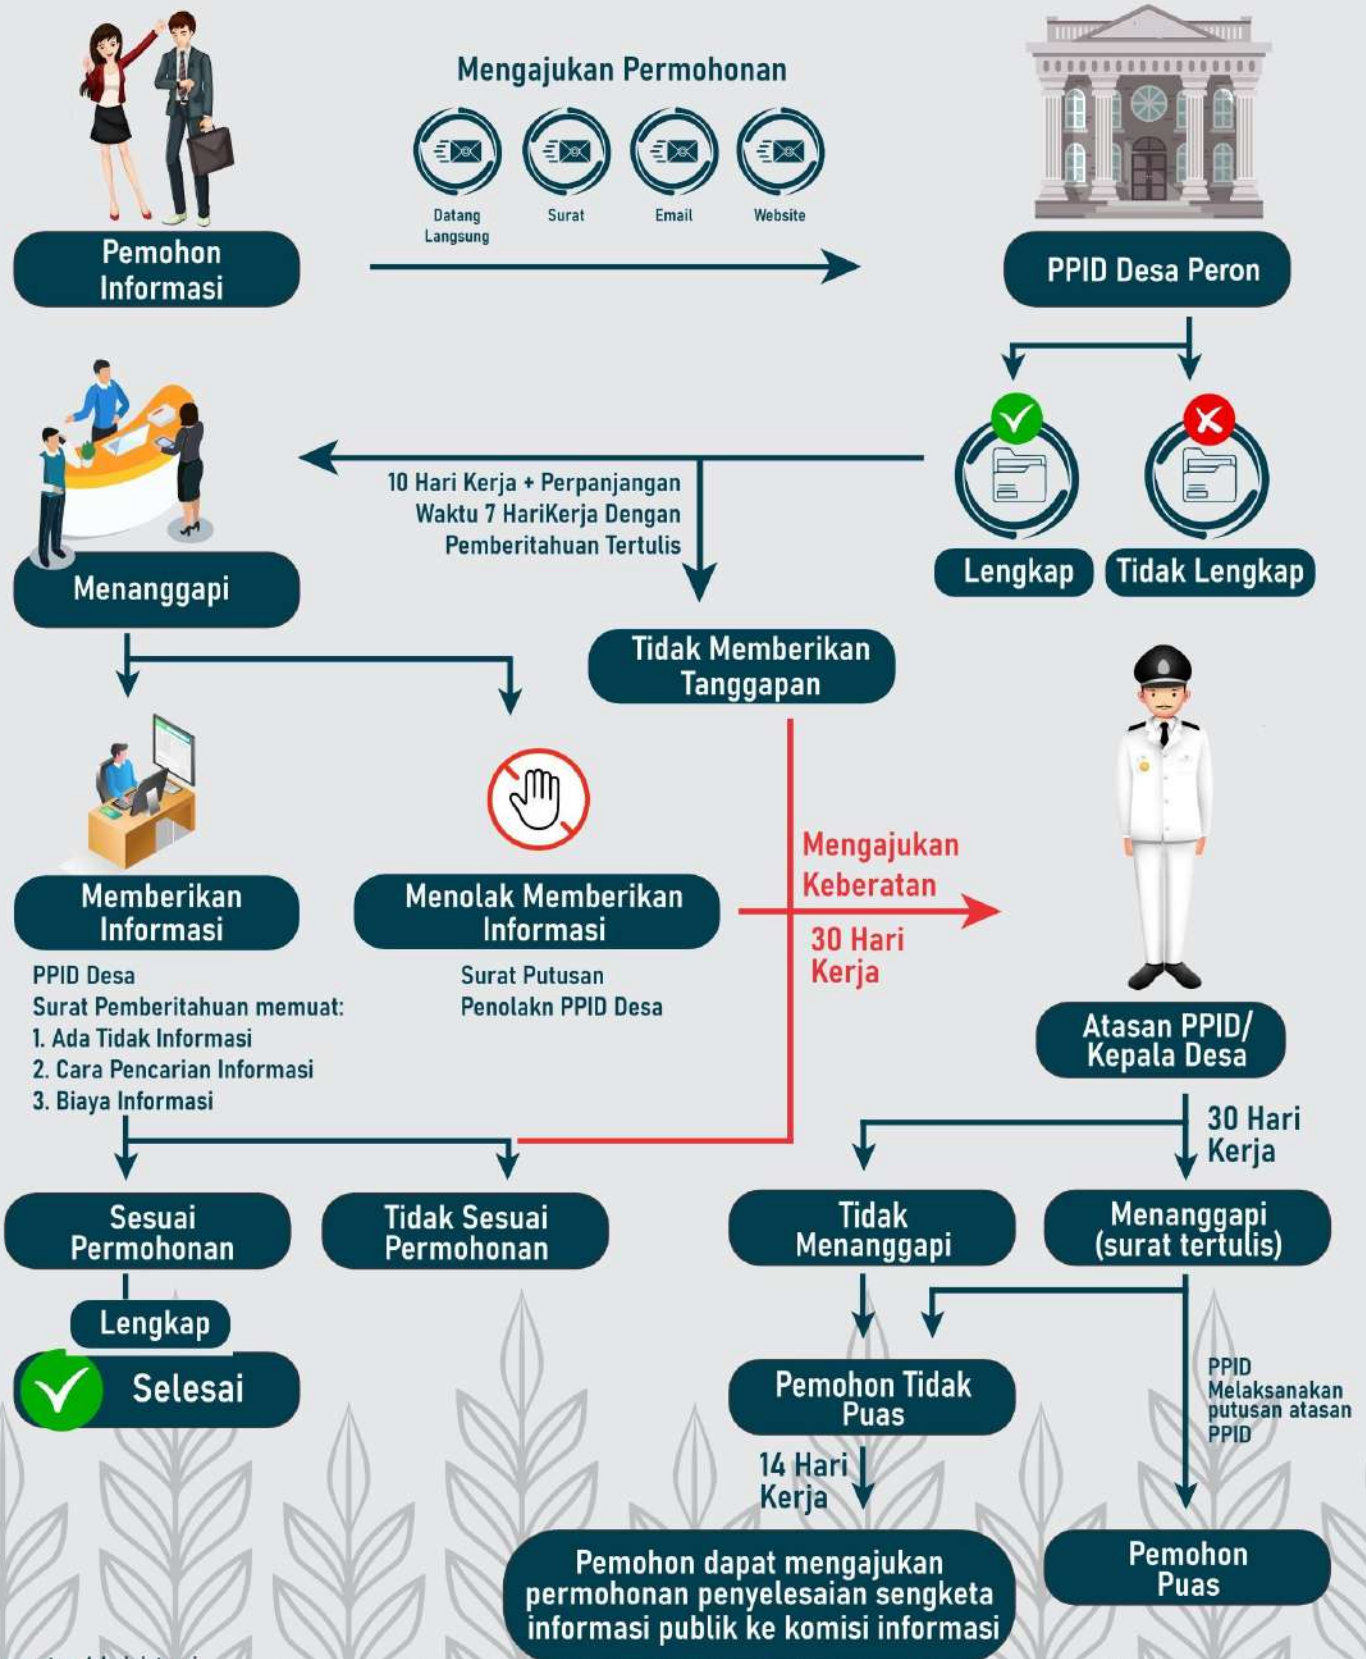 Mengajukan Permohonan
Datang
Langsung
Surat
Email
Website
Pemohon
Informasi
PPID Desa Peron
10 Hari Kerja + Perpanjangan
Waktu 7 HariKerja Dengan
Pemberitahuan Tertulis
Lengkap
Tidak Lengkap
Menanggapi
Tidak Memberikan
Tanggapan
Mengajukan
Keberatan
30 Hari
Kerja
Memberikan
Informasi
Menolak Memberikan
Informasi
PPID Desa
Surat Pemberitahuan memuat:
1. Ada Tidak Informasi
2. Cara Pencarian Informasi
3. Biaya Informasi
Surat Putusan
Penolakn PPID Desa
Atasan PPID/
Kepala Desa
30 Hari
Kerja
Sesuai
Permohonan
Tidak Sesuai
Permohonan
Tidak
Menanggapi
Menanggapi
(surat tertulis)
Lengkap
Selesai
Pemohon Tidak
Puas
PPID
Melaksanakan
putusan atasan
PPID
14 Hari
Kerja
Pemohon dapat mengajukan
permohonan penyelesaian sengketa
informasi publik ke komisi informasi
Pemohon
Puas